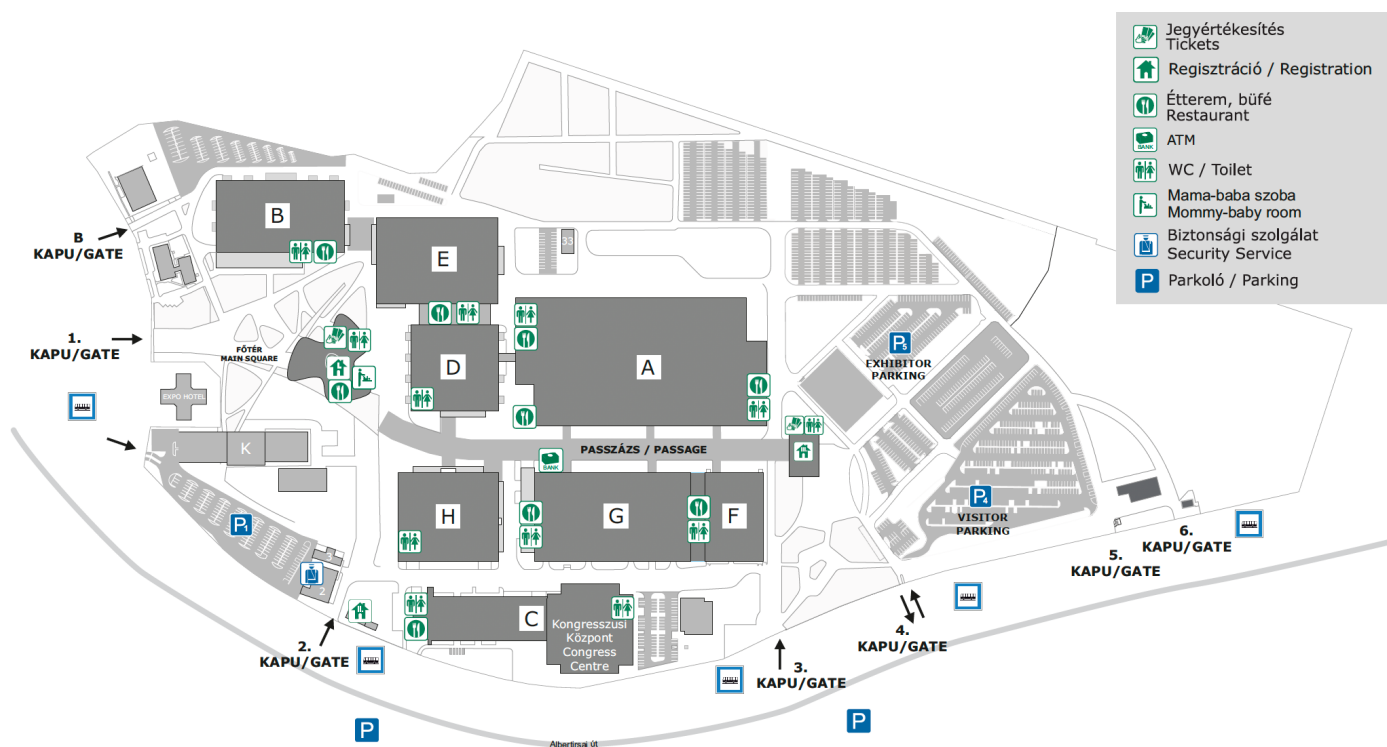 Jegyértékesítés
Tickets
Regisztráció / Registration
Étterem, büfé
Restaurant
BANK
ATM
WC / Toilet
Mama-baba szoba
Mommy-baby room
Biztonsági szolgálat
Security Service
P
Parkoló / Parking
B
B
KAPU/GATE
E
33
1.
KAPU/GATE
FŐTÉR
MAIN SQUARE
D
A
P5
EXHIBITOR
PARKING
EXPO HOTEL
K
PASSZÁZS / PASSAGE
BANK
H
G
F
P1
P4
VISITOR
PARKING
3
2
6.
KAPU/GATE
5.
KAPU/GATE
C
Kongresszusi
Központ
Congress
Centre
2.
KAPU/GATE
4.
KAPU/GATE
3.
KAPU/GATE
P
P
Albertirsai út